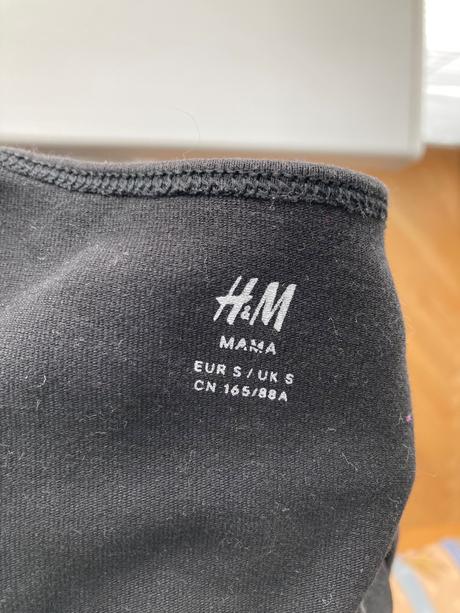 H&M
MAMA
EUR S / UK S
CN 165/88A